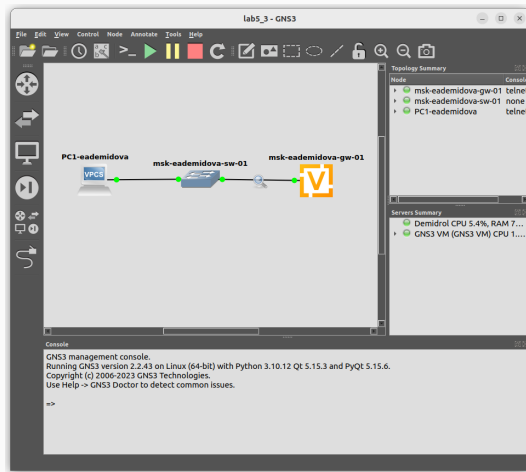 lab5_3 - GNS3
File Edit View Control Node Annotate Tools Help
Topology Summary
Node Console
msk-eademidova-gw-01 telne
msk-eademidova-sw-01 none
PC1-eademidova telne
PC1-eademidova
msk-eademidova-sw-01
msk-eademidova-gw-01
VPCS
V
Servers Summary
Demidrol CPU 5.4%, RAM 7...
GNS3 VM (GNS3 VM) CPU 1....
Console
GNS3 management console.
Running GNS3 version 2.2.43 on Linux (64-bit) with Python 3.10.12 Qt 5.15.3 and PyQt 5.15.6.
Copyright (c) 2006-2023 GNS3 Technologies.
Use Help -> GNS3 Doctor to detect common issues.
=>